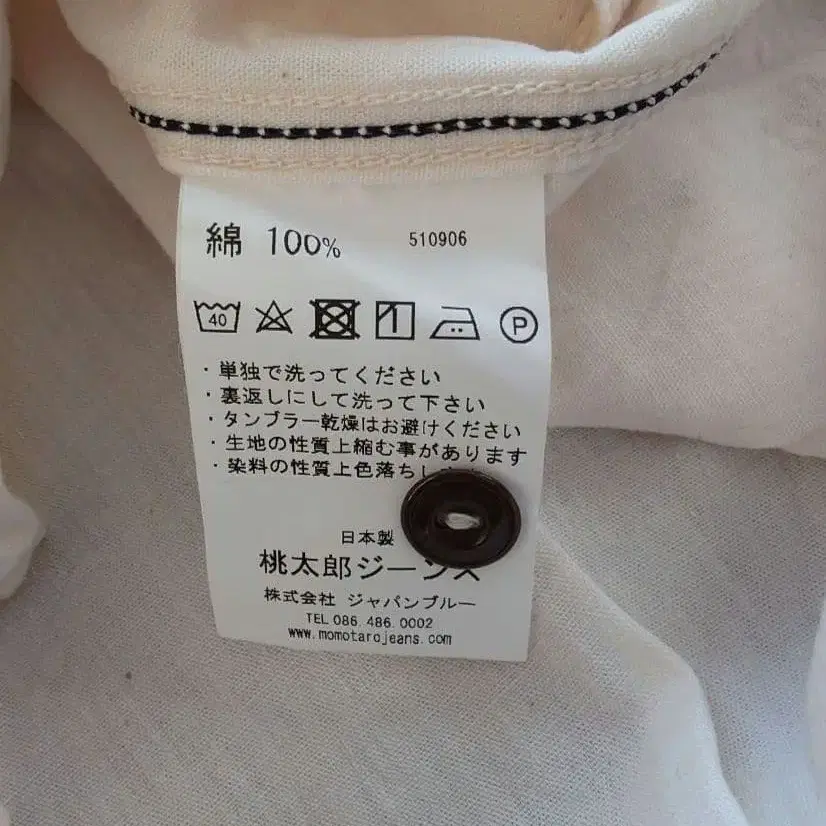 綿 100% 510906
40 P
・単独で洗ってください
・裏返しにして洗って下さい
・タンブラー乾燥はお避けください
・生地の性質上縮む事があります
・染料の性質上色落ちし
日本製
桃太郎ジーンズ
株式会社 ジャパンブルー
TEL 086.486.0002
www.momotarojeans.com